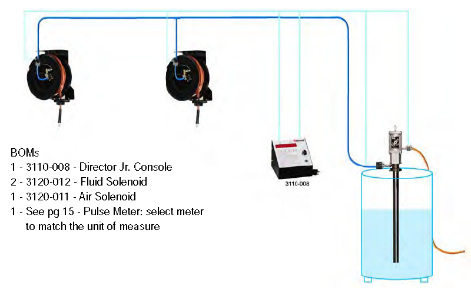 3110-008
BOMs
1 - 3110-008 - Director Jr. Console
2 - 3120-012 - Fluid Solenoid
1 - 3120-011 - Air Solenoid
1 - See pg 15 - Pulse Meter: select meter
to match the unit of measure